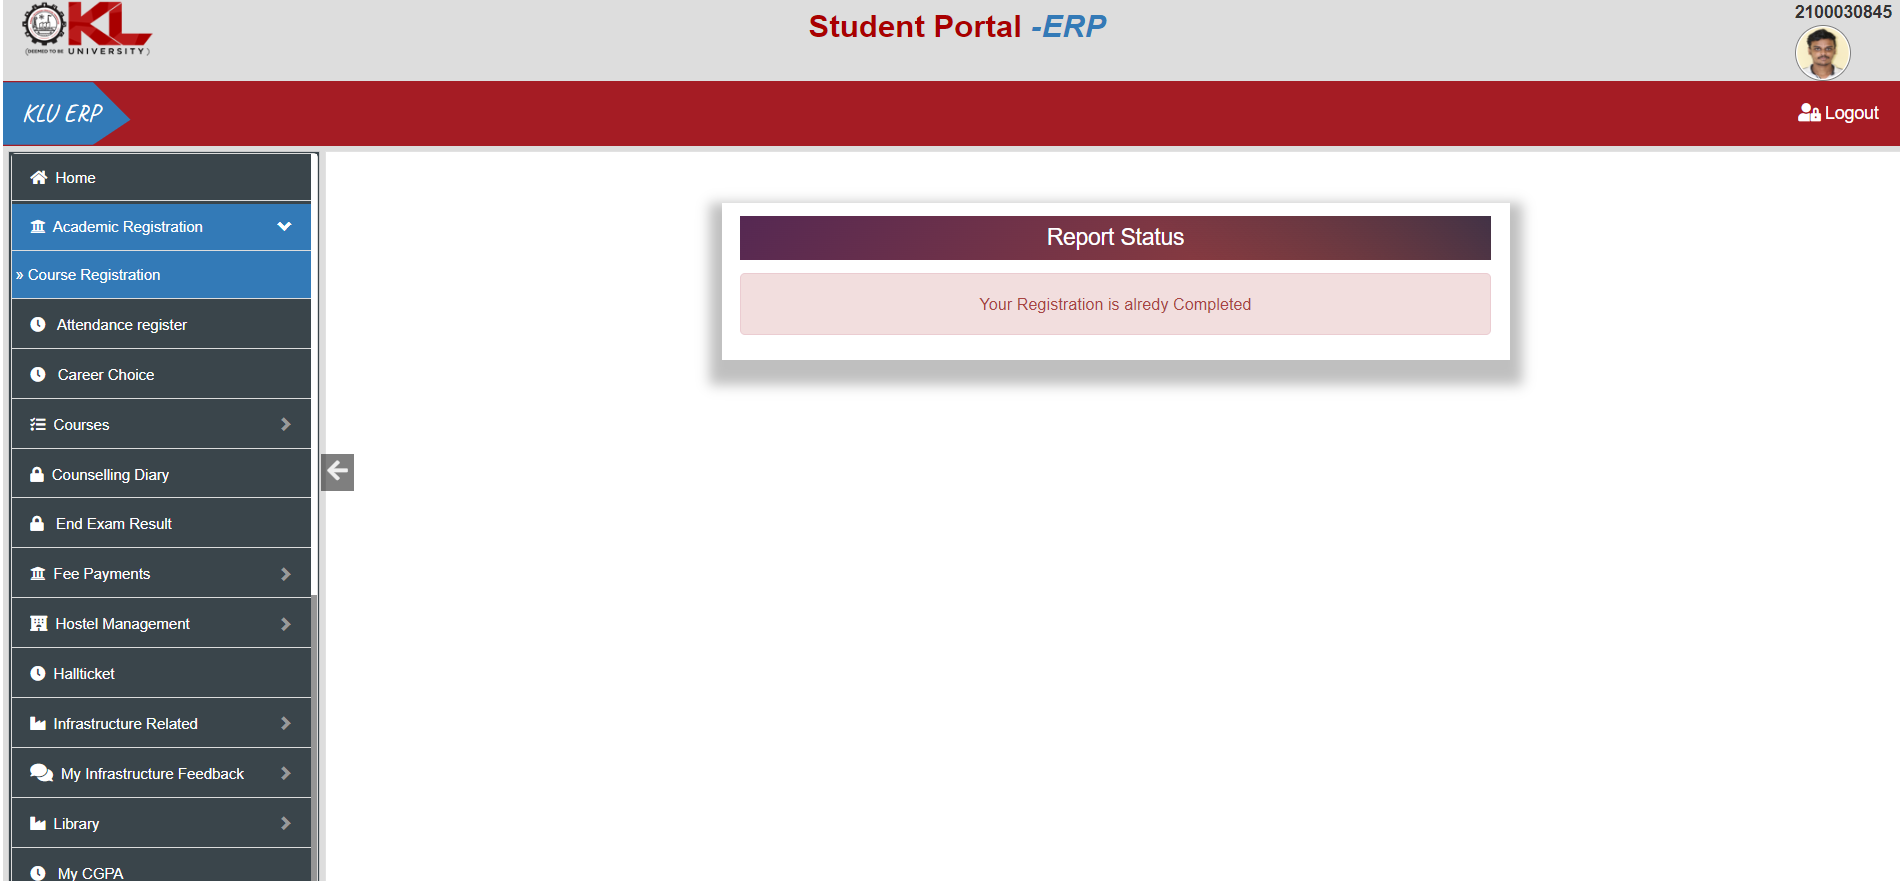 KL
(DEEMED TO BE UNIVERSITY)
Student Portal -ERP
2100030845
KLU ERP
Logout
Home
Academic Registration
» Course Registration
Attendance register
Career Choice
Courses
Counselling Diary
End Exam Result
Fee Payments
Hostel Management
Hallticket
Infrastructure Related
My Infrastructure Feedback
Library
My CGPA
Report Status
Your Registration is alredy Completed